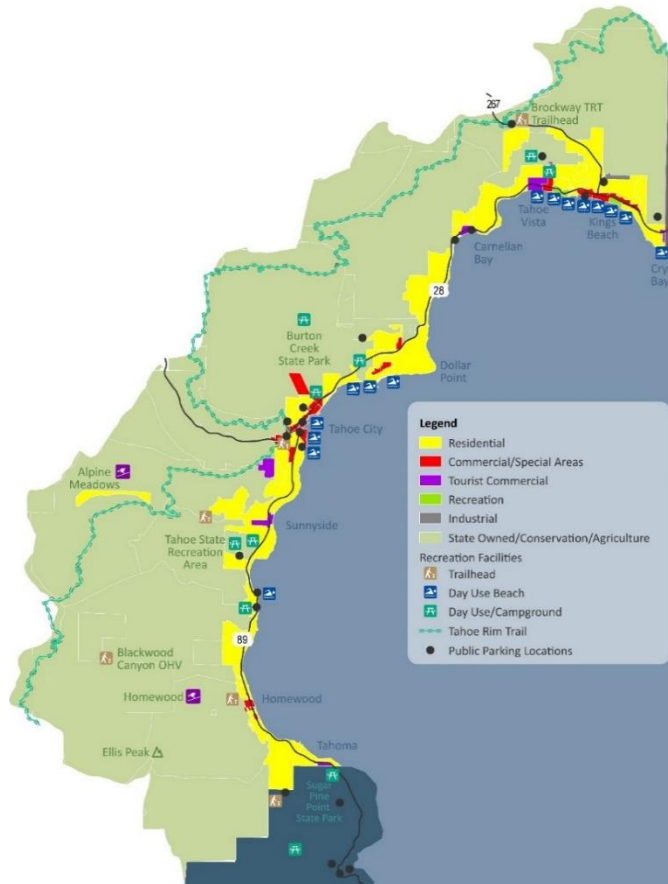 267
Brockway TRT
Trailhead
Tahoe
Vista
Kings
Beach
Carnelian
Bay
28
Burton
Creek
State Park
Dollar
Point
Tahoe City
Alpine
Meadows
Sunnyside
Tahoe State
Recreation
Area
89
Blackwood
Canyon OHV
Homewood
Homewood
Ellis Peak
Tahoma
Sugar
Pine
Point
State Park
Legend
Residential
Commercial/Special Areas
Tourist Commercial
Recreation
Industrial
State Owned/Conservation/Agriculture
Recreation Facilities
Trailhead
Day Use Beach
Day Use/Campground
Tahoe Rim Trail
Public Parking Locations